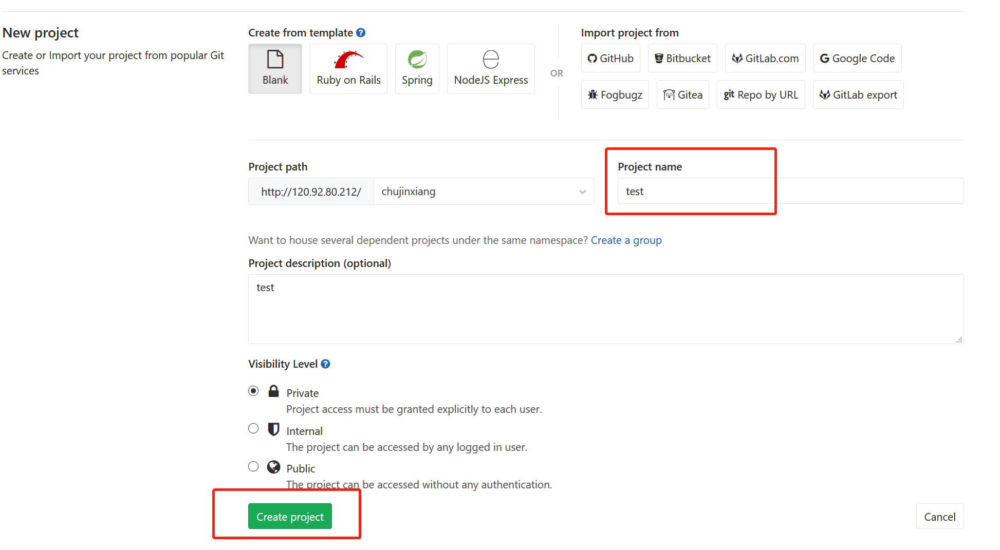 New project
Create or Import your project from popular Git
services
Create from template ?
Blank
Ruby on Rails
Spring
NodeJS Express
OR
Import project from
GitHub
Bitbucket
GitLab.com
G Google Code
Fogbugz
Gitea
git Repo by URL
GitLab export
Project path
http://120.92.80.212/
chujinxiang
Project name
test
Want to house several dependent projects under the same namespace? Create a group
Project description (optional)
test
Visibility Level ?
Private
Project access must be granted explicitly to each user.
Internal
The project can be accessed by any logged in user.
Public
The project can be accessed without any authentication.
Create project
Cancel